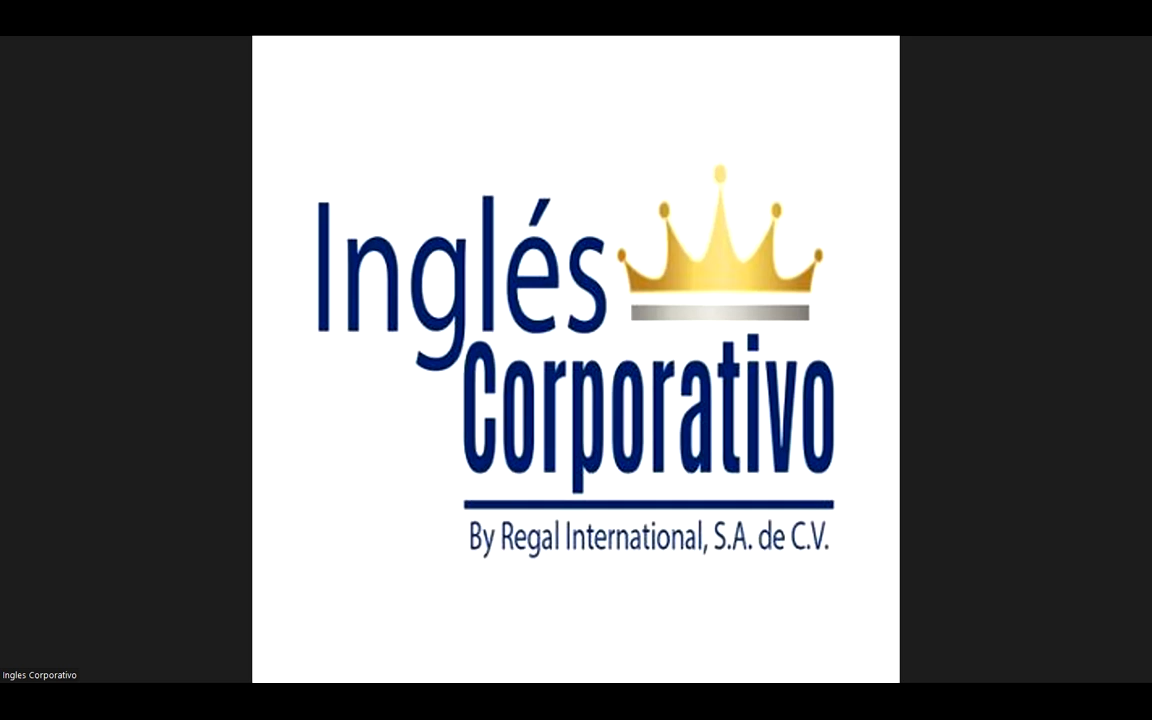 Inglés
Corporativo
By Regal International, S.A. de C.V.
Ingles Corporativo